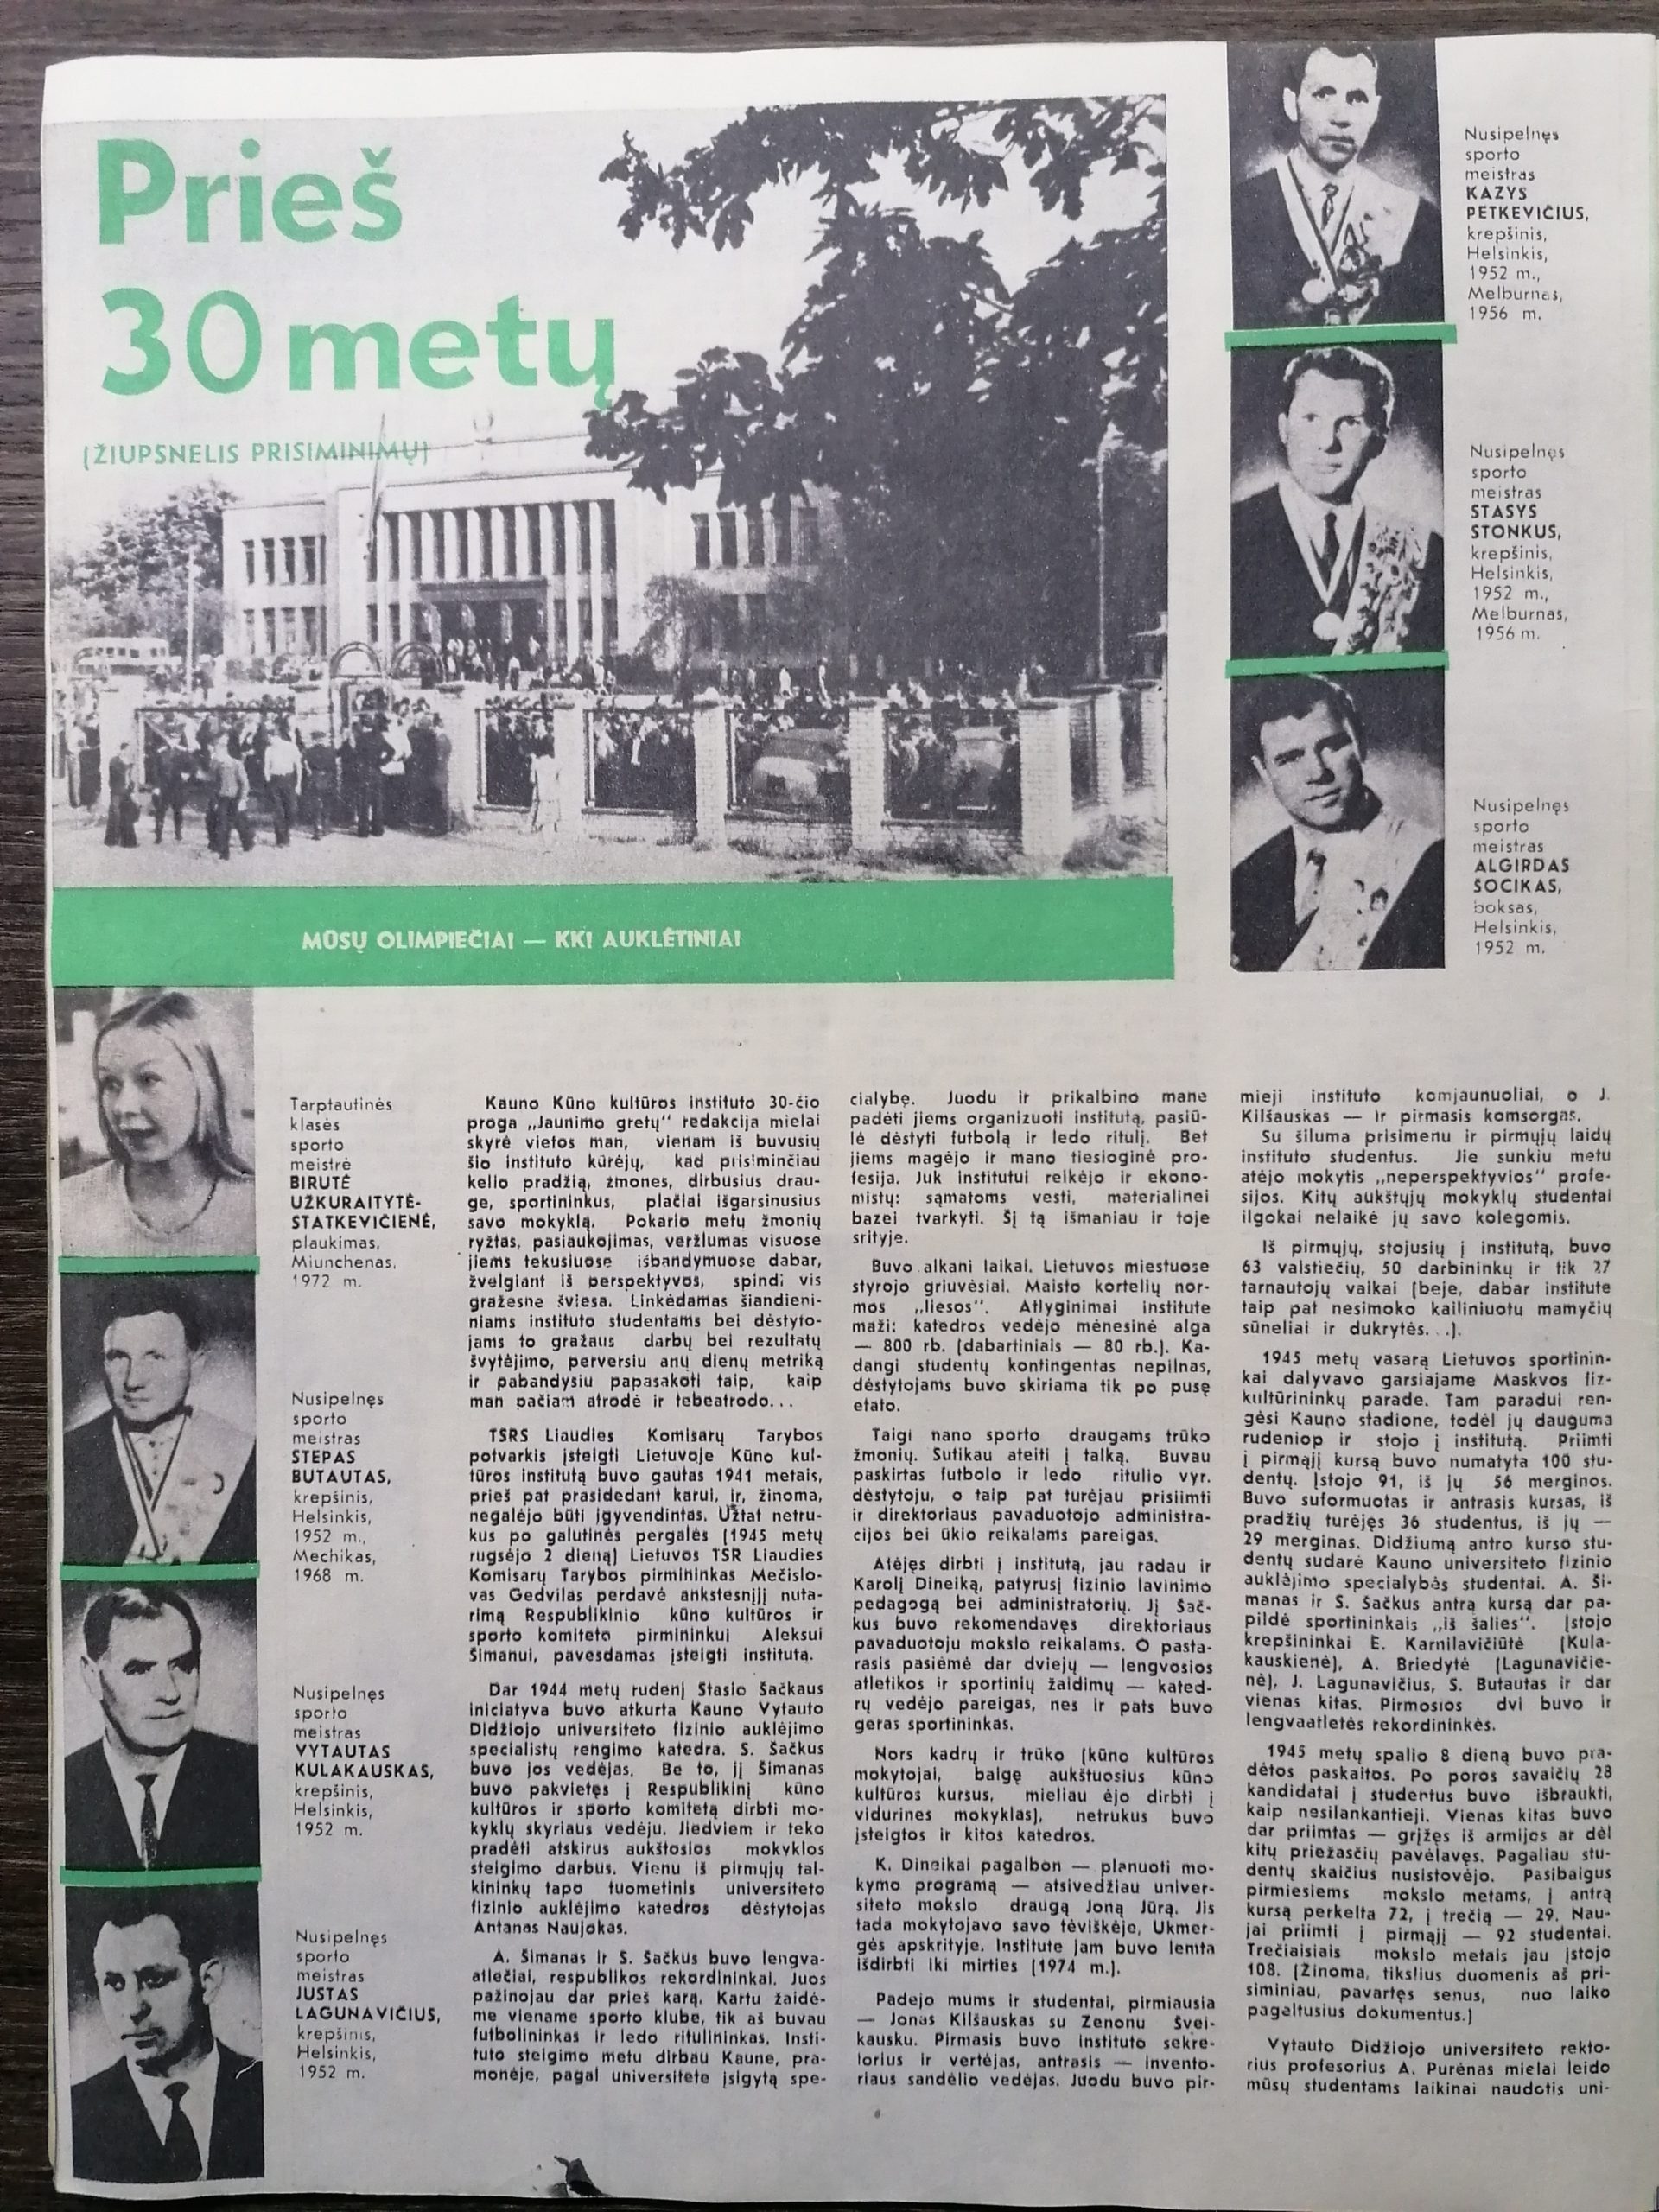 Prieš
30 metų
(ŽIUPSNELIS PRISIMINIMŲ)
MŪSŲ OLIMPIEČIAI — KKI AUKLĖTINIAI
Nusipelnęs
sporto
meistras
KAZYS
PETKEVIČIUS,
krepšinis,
Helsinkis,
1952 m.,
Melburnas,
1956 m.
Nusipelnęs
sporto
meistras
STASYS
STONKUS,
krepšinis,
Helsinkis,
1952 m.,
Melburnas,
1956 m.
Nusipelnęs
sporto
meistras
ALGIRDAS
ŠOCIKAS,
boksas,
Helsinkis,
1952 m.
Tarptautinės
klasės
sporto
meistrė
BIRUTĖ
UŽKURAITYTĖ-
STATKEVIČIENĖ,
plaukimas,
Miunchenas,
1972 m.
Nusipelnęs
sporto
meistras
STEPAS
BUTAUTAS,
krepšinis,
Helsinkis,
1952 m.,
Mechikas,
1968 m.
Nusipelnęs
sporto
meistras
VYTAUTAS
KULAKAUSKAS,
krepšinis,
Helsinkis,
1952 m.
Nusipelnęs
sporto
meistras
JUSTAS
LAGUNAVIČIUS,
krepšinis,
Helsinkis,
1952 m.
Kauno Kūno kultūros instituto 30-čio
proga „Jaunimo gretų“ redakcija mielai
skyrė vietos man, vienam iš buvusių
šio instituto kūrėjų, kad prisiminčiau
kelio pradžią, žmones, dirbusius drau-
ge, sportininkus, plačiai išgarsinusius
savo mokyklą. Pokario metų žmonių
ryžtas, pasiaukojimas, veržlumas visuose
jiems tekusiuose išbandymuose dabar,
žvelgiant iš perspektyvos, spindi vis
gražesne šviesa. Linkėdamas šiandieni-
niams instituto studentams bei dėstyto-
jams to gražaus darbų bei rezultatų
švytėjimo, perversiu anų dienų metriką
ir pabandysiu papasakoti taip, kaip
man pačiam atrodė ir tebeatrodo...
TSRS Liaudies Komisarų Tarybos
potvarkis įsteigti Lietuvoje Kūno kul-
tūros institutą buvo gautas 1941 metais,
prieš pat prasidedant karui, ir, žinoma,
negalėjo būti įgyvendintas. Užtat netru-
kus po galutinės pergalės (1945 metų
rugsėjo 2 dieną) Lietuvos TSR Liaudies
Komisarų Tarybos pirmininkas Mečislo-
vas Gedvilas perdavė ankstesnįjį nuta-
rimą Respublikinio kūno kultūros ir
sporto komiteto pirmininkui Aleksui
Šimanui, pavesdamas įsteigti institutą.
Dar 1944 metų rudenį Stasio Šačkaus
iniciatyva buvo atkurta Kauno Vytauto
Didžiojo universiteto fizinio auklėjimo
specialistų rengimo katedra. S. Šačkus
buvo jos vedėjas. Be to, jį Šimanas
buvo pakvietęs į Respublikinį kūno
kultūros ir sporto komitetą dirbti mo-
kyklų skyriaus vedėju. Jiedviem ir teko
pradėti atskirus aukštosios mokyklos
steigimo darbus. Vienu iš pirmųjų tal-
kininkų tapo tuometinis universiteto
fizinio auklėjimo katedros dėstytojas
Antanas Naujokas.
A. Šimanas ir S. Šačkus buvo lengva-
atlečiai, respublikos rekordininkai. Juos
pažinojau dar prieš karą. Kartu žaidė-
me viename sporto klube, tik aš buvau
futbolininkas ir ledo ritulininkas. Insti-
tuto steigimo metu dirbau Kaune, pra-
monėje, pagal universitete įsigytą spe-
cialybę. Juodu ir prikalbino mane
padėti jiems organizuoti institutą, pasiū-
lė dėstyti futbolą ir ledo ritulį. Bet
jiems magėjo ir mano tiesioginė pro-
fesija. Juk institutui reikėjo ir ekono-
mistų: sąmatoms vesti, materialinei
bazei tvarkyti. Šį tą išmaniau ir toje
srityje.
Buvo alkani laikai. Lietuvos miestuose
styrojo griuvėsiai. Maisto kortelių nor-
mos „liesos“. Atlyginimai institute
maži: katedros vedėjo mėnesinė alga
— 800 rb. (dabartiniais — 80 rb.). Ka-
dangi studentų kontingentas nepilnas,
dėstytojams buvo skiriama tik po pusę
etato.
Taigi mano sporto draugams trūko
žmonių. Sutikau ateiti į talką. Buvau
paskirtas futbolo ir ledo ritulio vyr.
dėstytoju, o taip pat turėjau prisiimti
ir direktoriaus pavaduotojo administra-
cijos bei ūkio reikalams pareigas.
Atėjęs dirbti į institutą, jau radau ir
Karolį Dineiką, patyrusį fizinio lavinimo
pedagogą bei administratorių. Jį Šač-
kus buvo rekomendavęs direktoriaus
pavaduotoju mokslo reikalams. O pasta-
rasis pasiėmė dar dviejų — lengvosios
atletikos ir sportinių žaidimų — kated-
rų vedėjo pareigas, nes ir pats buvo
geras sportininkas.
Nors kadrų ir trūko (kūno kultūros
mokytojai, baigę aukštuosius kūno
kultūros kursus, mieliau ėjo dirbti į
vidurines mokyklas), netrukus buvo
įsteigtos ir kitos katedros.
K. Dineikai pagalbon — planuoti mo-
kymo programą — atsivedžiau univer-
siteto mokslo draugą Joną Jūrą. Jis
tada mokytojavo savo tėviškėje, Ukmer-
gės apskrityje. Institute jam buvo lemta
išdirbti iki mirties (1974 m.).
Padėjo mums ir studentai, pirmiausia
— Jonas Kilšauskas su Zenonu Švei-
kausku. Pirmasis buvo instituto sekre-
torius ir vertėjas, antrasis — invento-
riaus sandėlio vedėjas. Juodu buvo pir-
mieji instituto komjaunuoliai, o J.
Kilšauskas — ir pirmasis komsorgas.
Su šiluma prisimenu ir pirmųjų laidų
instituto studentus. Jie sunkiu metu
atėjo mokytis „neperspektyvios“ profe-
sijos. Kitų aukštųjų mokyklų studentai
ilgokai nelaikė jų savo kolegomis.
Iš pirmųjų, stojusių į institutą, buvo
63 valstiečių, 50 darbininkų ir tik 27
tarnautojų vaikai (beje, dabar institute
taip pat nesimoko kailiniuotų mamyčių
sūneliai ir dukrytės...).
1945 metų vasarą Lietuvos sportinin-
kai dalyvavo garsiajame Maskvos fiz-
kultūrininkų parade. Tam paradui ren-
gėsi Kauno stadione, todėl jų dauguma
rudeniop ir stojo į institutą. Priimti
į pirmąjį kursą buvo numatyta 100 stu-
dentų. Įstojo 91, iš jų 56 merginos.
Buvo suformuotas ir antrasis kursas, iš
pradžių turėjęs 36 studentus, iš jų —
29 merginas. Didžiumą antro kurso stu-
dentų sudarė Kauno universiteto fizinio
auklėjimo specialybės studentai. A. Ši-
manas ir S. Šačkus antrą kursą dar pa-
pildė sportininkais „iš šalies“. Įstojo
krepšininkai E. Karnilavičiūtė (Kula-
kauskienė), A. Briedytė (Lagunavičie-
nė), J. Lagunavičius, S. Butautas ir dar
vienas kitas. Pirmosios dvi buvo ir
lengvaatletės rekordininkės.
1945 metų spalio 8 dieną buvo pra-
dėtos paskaitos. Po poros savaičių 28
kandidatai į studentus buvo išbraukti,
kaip nesilankantieji. Vienas kitas buvo
dar priimtas — grįžęs iš armijos ar dėl
kitų priežasčių pavėlavęs. Pagaliau stu-
dentų skaičius nusistovėjo. Pasibaigus
pirmiesiems mokslo metams, į antrą
kursą perkelta 72, į trečią — 29. Nau-
jai priimti į pirmąjį — 92 studentai.
Trečiaisiais mokslo metais jau įstojo
108. (Žinoma, tikslius duomenis aš pri-
siminiau, pavartęs senus, nuo laiko
pageltusius dokumentus.)
Vytauto Didžiojo universiteto rekto-
rius profesorius A. Purėnas mielai leido
mūsų studentams laikinai naudotis uni-